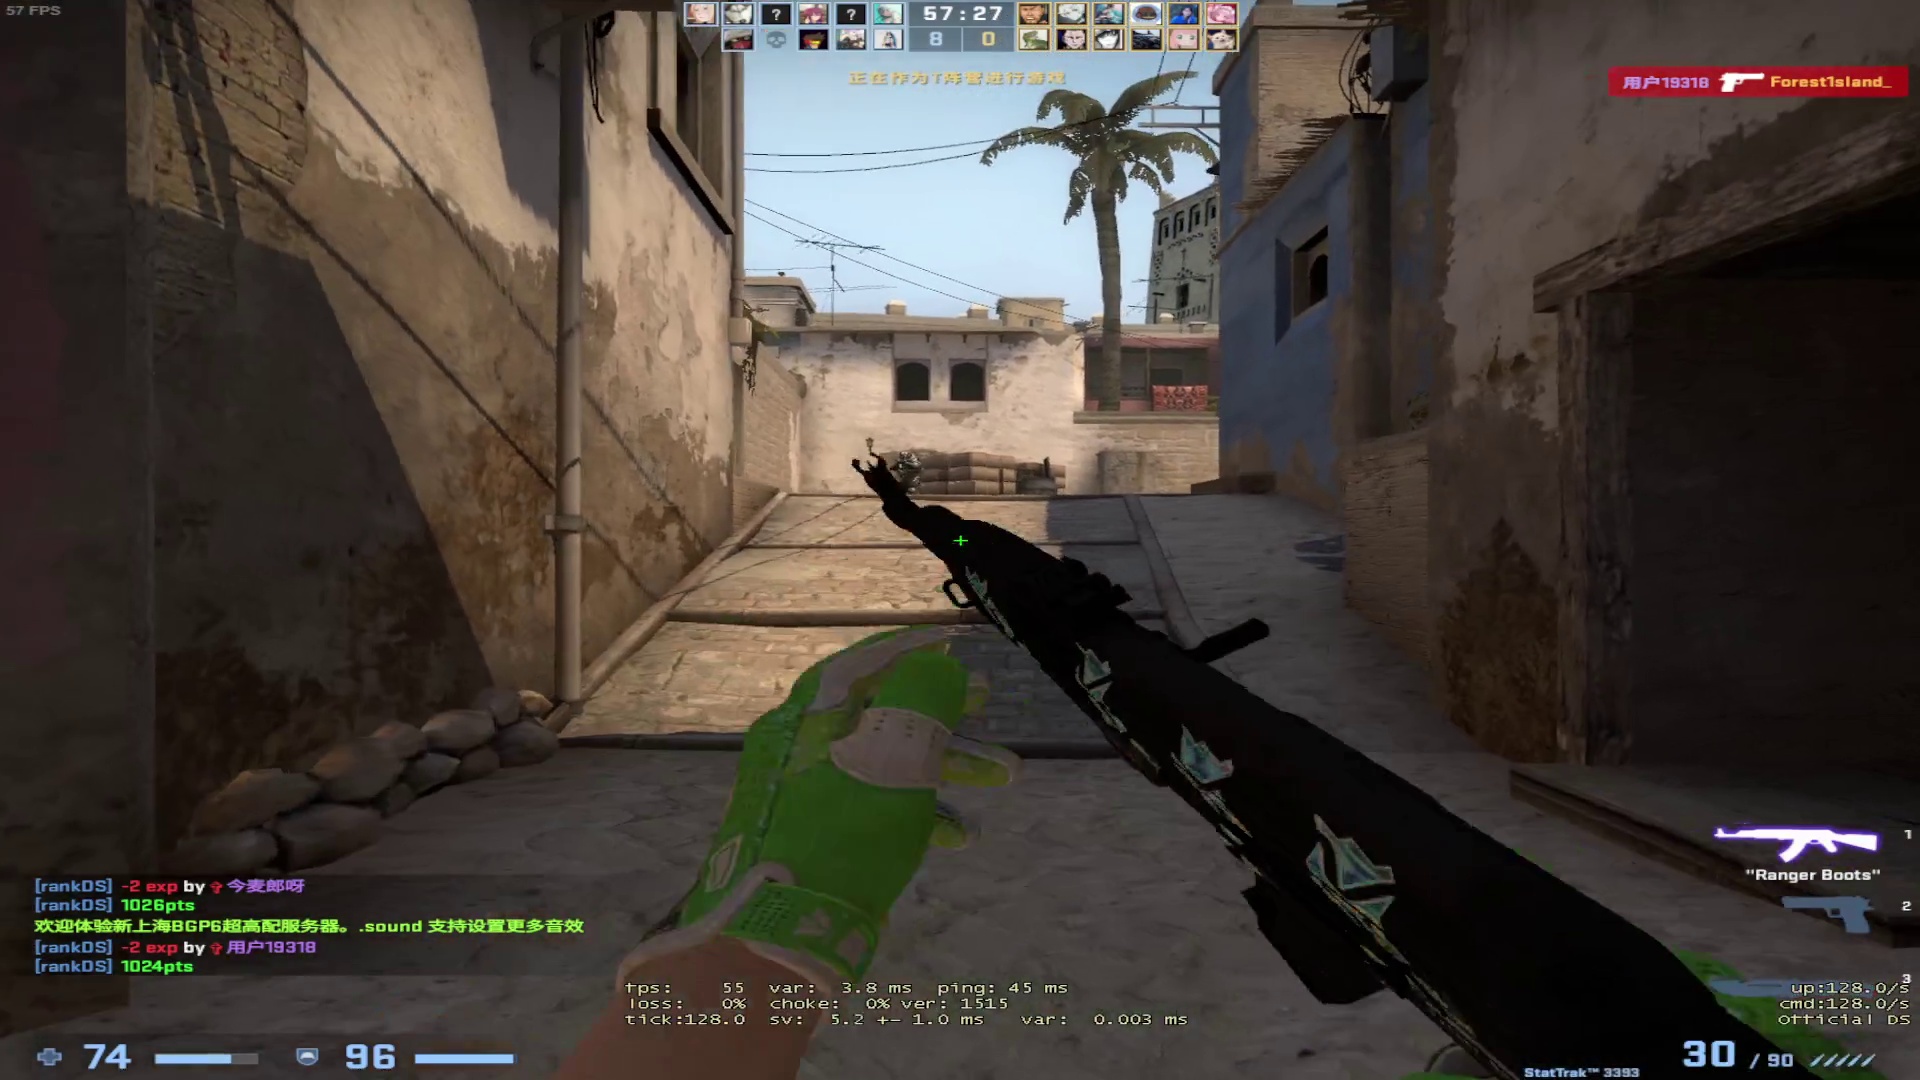 57 FPS
57:27
? ?
8 0
正在作为T阵营进行游戏
用户19318 Forest1sland_
1
"Ranger Boots"
2
3
[rankDS] -2 exp by 今麦郎呀
[rankDS] 1026pts
欢迎体验新上海BGP6超高配服务器。.sound 支持设置更多音效
[rankDS] -2 exp by 用户19318
[rankDS] 1024pts
fps: 55 var: 3.8 ms ping: 45 ms
loss: 0% choke: 0% ver: 1515
tick:128.0 sv: 5.2 +- 1.0 ms var: 0.003 ms
up:128.0/s
cmd:128.0/s
Official DS
74 96
30 / 90
StatTrak™ 3393